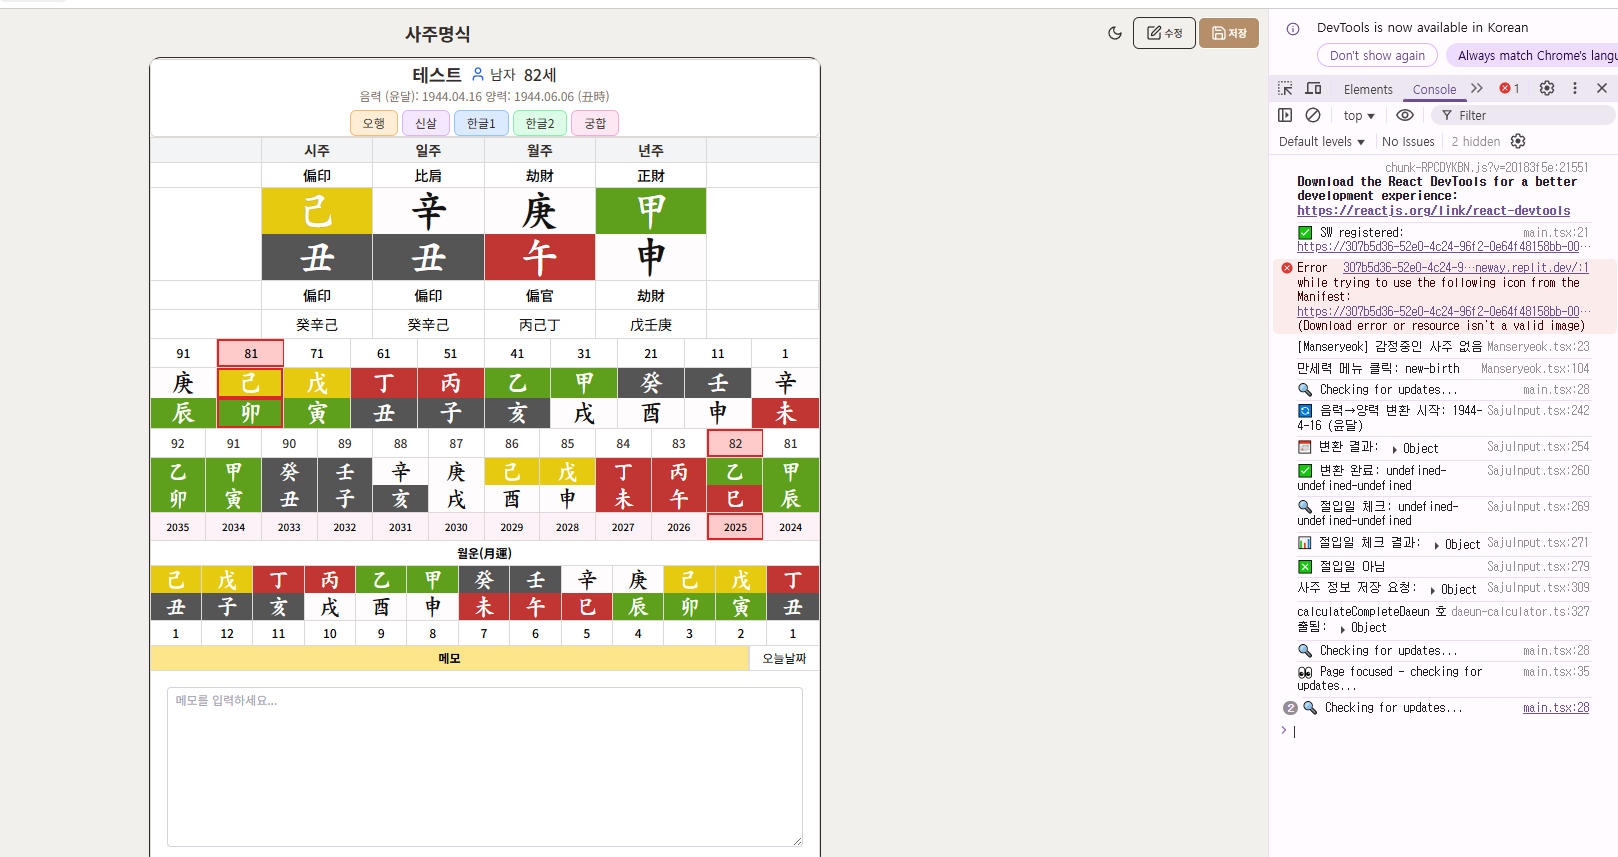 사주명식
수정
저장
테스트 남자 82세
음력 (윤달): 1944.04.16 양력: 1944.06.06 (丑時)
오행 신살 한글1 한글2 궁합
시주 일주 월주 년주
偏印 比肩 劫財 正財
己 辛 庚 甲
丑 丑 午 申
偏印 偏印 偏官 劫財
癸辛己 癸辛己 丙己丁 戊壬庚
91 81 71 61 51 41 31 21 11 1
庚 己 戊 丁 丙 乙 甲 癸 壬 辛
辰 卯 寅 丑 子 亥 戌 酉 申 未
92 91 90 89 88 87 86 85 84 83 82 81
乙 甲 癸 壬 辛 庚 己 戊 丁 丙 乙 甲
卯 寅 丑 子 亥 戌 酉 申 未 午 巳 辰
2035 2034 2033 2032 2031 2030 2029 2028 2027 2026 2025 2024
월운(月運)
己 戊 丁 丙 乙 甲 癸 壬 辛 庚 己 戊 丁
丑 子 亥 戌 酉 申 未 午 巳 辰 卯 寅 丑
1 12 11 10 9 8 7 6 5 4 3 2 1
메모 오늘날짜
메모를 입력하세요...
DevTools is now available in Korean
Don't show again Always match Chrome's langu
Elements Console 1
top Filter
Default levels No Issues 2 hidden
chunk-RPCDYKBN.js?v=20183f5e:21551
Download the React DevTools for a better
development experience:
https://reactjs.org/link/react-devtools
✅ SW registered: main.tsx:21
https://307b5d36-52e0-4c24-96f2-0e64f48158bb-00…
Error 307b5d36-52e0-4c24-9…neway.replit.dev/:1
while trying to use the following icon from the
Manifest:
https://307b5d36-52e0-4c24-96f2-0e64f48158bb-00…
(Download error or resource isn't a valid image)
[Manseryeok] 감정중인 사주 없음 Manseryeok.tsx:23
만세력 메뉴 클릭: new-birth Manseryeok.tsx:104
🔍 Checking for updates... main.tsx:28
🔄 음력→양력 변환 시작: 1944- SajuInput.tsx:242
4-16 (윤달)
변환 결과: ▶ Object SajuInput.tsx:254
✅ 변환 완료: undefined- SajuInput.tsx:260
undefined-undefined
🔍 절입일 체크: undefined- SajuInput.tsx:269
undefined-undefined
📊 절입일 체크 결과: ▶ Object SajuInput.tsx:271
❎ 절입일 아님 SajuInput.tsx:279
사주 정보 저장 요청: ▶ Object SajuInput.tsx:309
calculateCompleteDaeun 호 daeun-calculator.ts:327
출됨: ▶ Object
🔍 Checking for updates... main.tsx:28
👀 Page focused - checking for main.tsx:35
updates...
2 🔍 Checking for updates... main.tsx:28